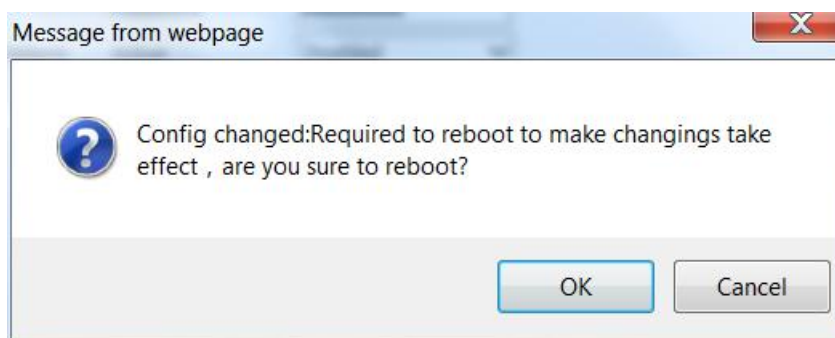 Message from webpage
Config changed:Required to reboot to make changings take
effect , are you sure to reboot?
OK
Cancel